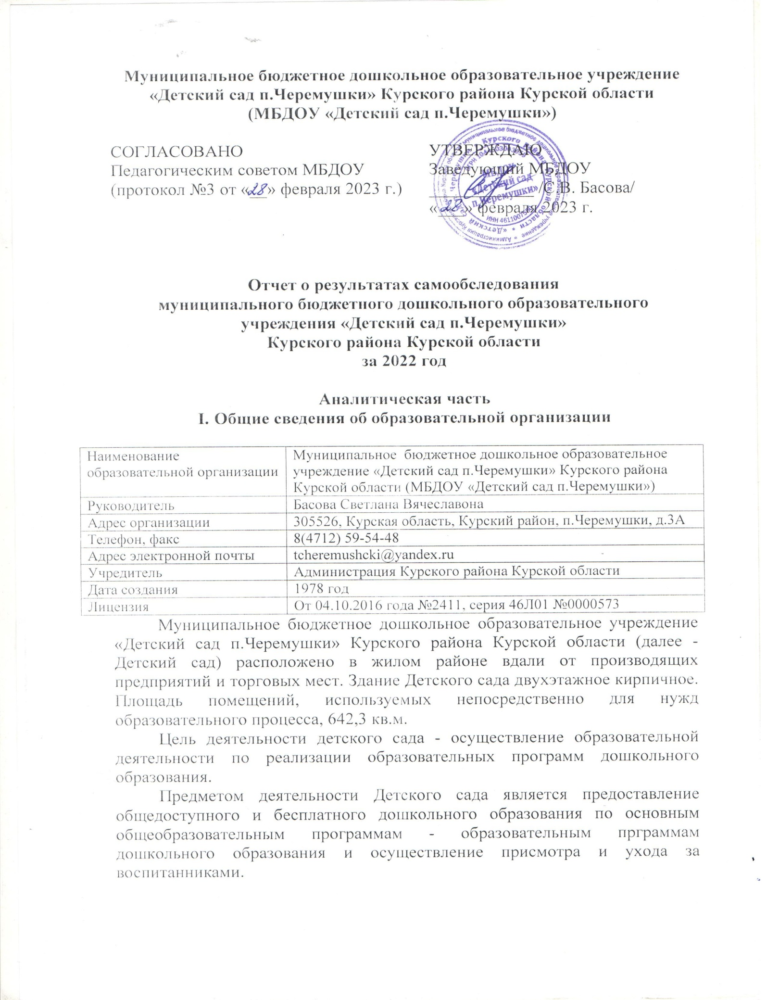 Муниципальное бюджетное дошкольное образовательное учреждение
«Детский сад п.Черемушки» Курского района Курской области
(МБДОУ «Детский сад п.Черемушки»)
СОГЛАСОВАНО
Педагогическим советом МБДОУ
(протокол №3 от «28» февраля 2023 г.)
УТВЕРЖДАЮ
Заведующий МБДОУ
/С.В. Басова/
«28» февраля 2023 г.
МБДОУ
«Детский сад
п.Черемушки»
Отчет о результатах самообследования
муниципального бюджетного дошкольного образовательного
учреждения «Детский сад п.Черемушки»
Курского района Курской области
за 2022 год
Аналитическая часть
I. Общие сведения об образовательной организации
Наименование
образовательной организации
Муниципальное бюджетное дошкольное образовательное
учреждение «Детский сад п.Черемушки» Курского района
Курской области (МБДОУ «Детский сад п.Черемушки»)
Руководитель
Басова Светлана Вячеславона
Адрес организации
305526, Курская область, Курский район, п.Черемушки, д.3А
Телефон, факс
8(4712) 59-54-48
Адрес электронной почты
tcheremushcki@yandex.ru
Учредитель
Администрация Курского района Курской области
Дата создания
1978 год
Лицензия
От 04.10.2016 года №2411, серия 46Л01 №0000573
Муниципальное бюджетное дошкольное образовательное учреждение
«Детский сад п.Черемушки» Курского района Курской области (далее -
Детский сад) расположено в жилом районе вдали от производящих
предприятий и торговых мест. Здание Детского сада двухэтажное кирпичное.
Площадь помещений, используемых непосредственно для нужд
образовательного процесса, 642,3 кв.м.
Цель деятельности детского сада - осуществление образовательной
деятельности по реализации образовательных программ дошкольного
образования.
Предметом деятельности Детского сада является предоставление
общедоступного и бесплатного дошкольного образования по основным
общеобразовательным программам - образовательным прграммам
дошкольного образования и осуществление присмотра и ухода за
воспитанниками.